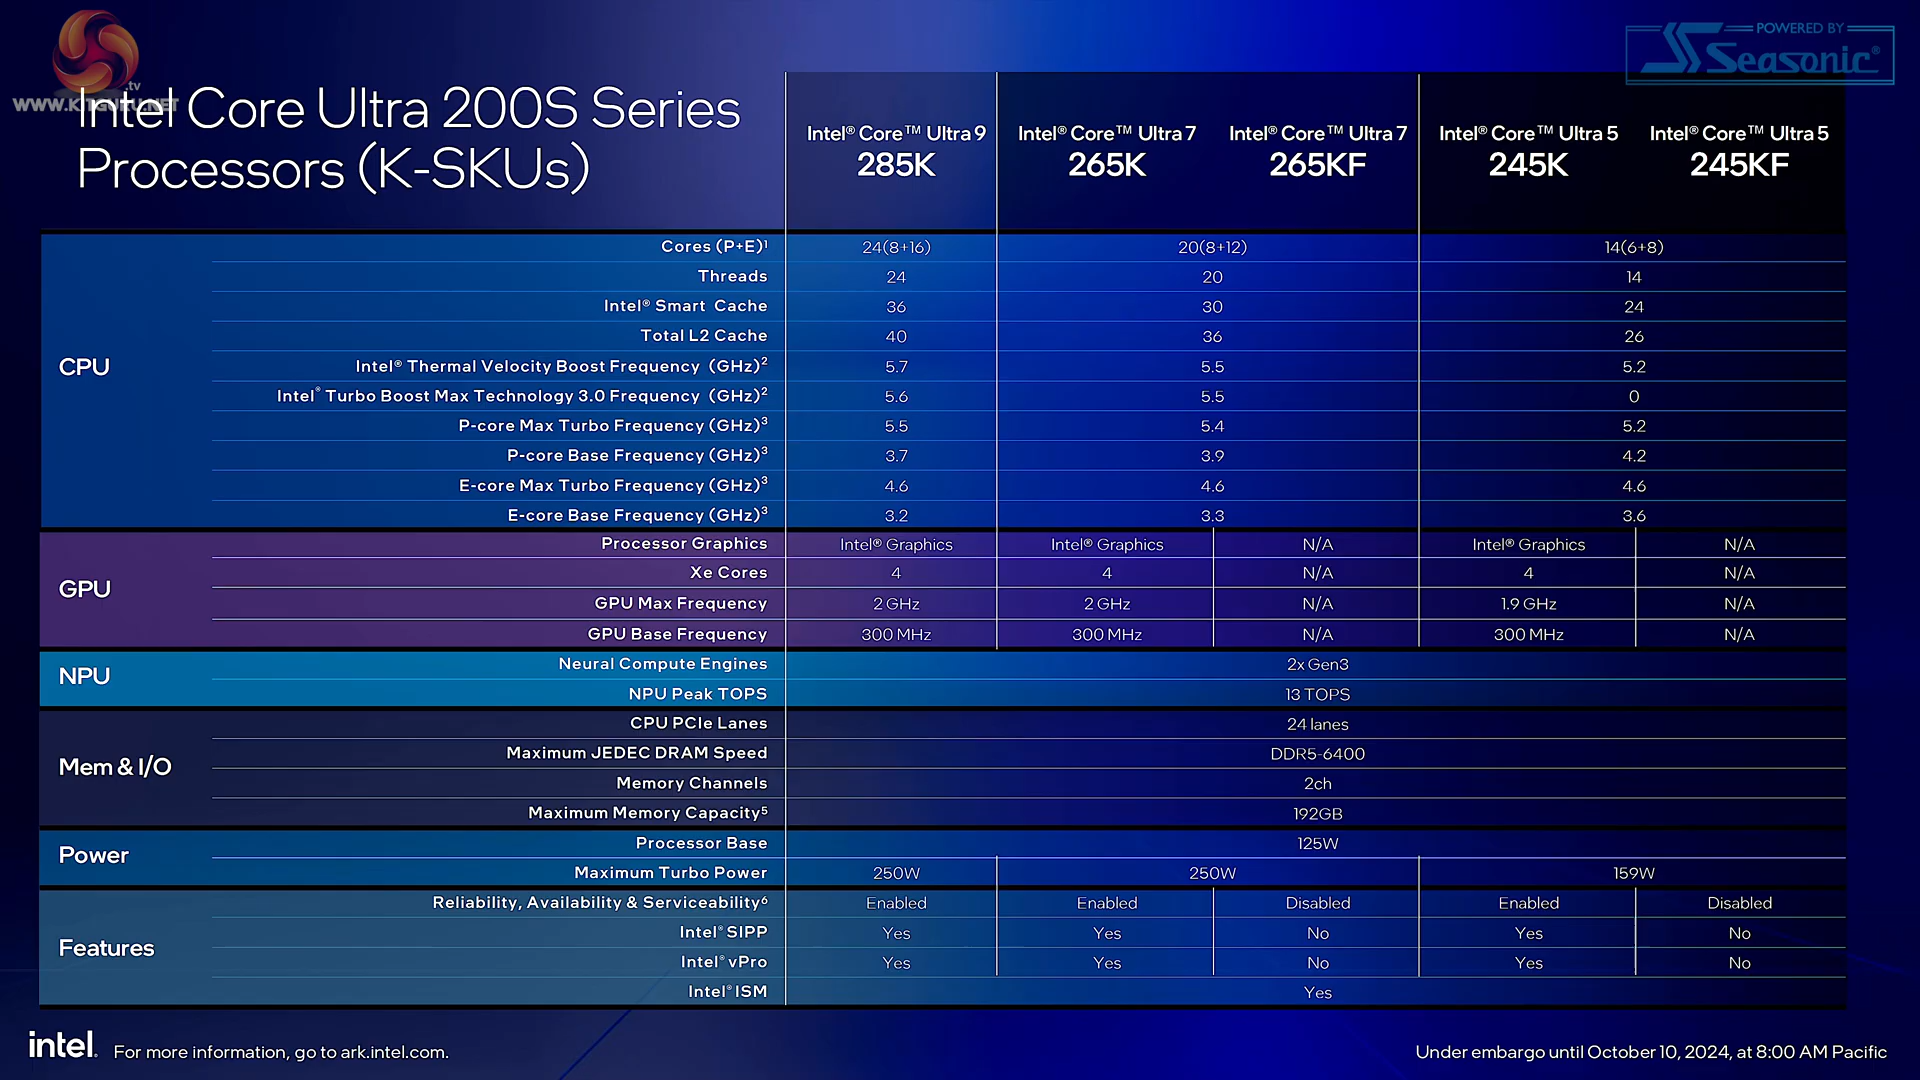 .tv
WWW.KITGURU.NET
POWERED BY
Seasonic®
Intel Core Ultra 200S Series
Processors (K-SKUs)
Intel® Core™ Ultra 9 Intel® Core™ Ultra 7 Intel® Core™ Ultra 7 Intel® Core™ Ultra 5 Intel® Core™ Ultra 5
285K 265K 265KF 245K 245KF
CPU
Cores (P+E)¹ 24(8+16) 20(8+12) 14(6+8)
Threads 24 20 14
Intel® Smart Cache 36 30 24
Total L2 Cache 40 36 26
Intel® Thermal Velocity Boost Frequency (GHz)² 5.7 5.5 5.2
Intel® Turbo Boost Max Technology 3.0 Frequency (GHz)² 5.6 5.5 0
P-core Max Turbo Frequency (GHz)³ 5.5 5.4 5.2
P-core Base Frequency (GHz)³ 3.7 3.9 4.2
E-core Max Turbo Frequency (GHz)³ 4.6 4.6 4.6
E-core Base Frequency (GHz)³ 3.2 3.3 3.6
GPU
Processor Graphics Intel® Graphics Intel® Graphics N/A Intel® Graphics N/A
Xe Cores 4 4 N/A 4 N/A
GPU Max Frequency 2 GHz 2 GHz N/A 1.9 GHz N/A
GPU Base Frequency 300 MHz 300 MHz N/A 300 MHz N/A
NPU
Neural Compute Engines 2x Gen3
NPU Peak TOPS 13 TOPS
Mem & I/O
CPU PCIe Lanes 24 lanes
Maximum JEDEC DRAM Speed DDR5-6400
Memory Channels 2ch
Maximum Memory Capacity⁵ 192GB
Power
Processor Base 125W
Maximum Turbo Power 250W 250W 159W
Features
Reliability, Availability & Serviceability⁶ Enabled Enabled Disabled Enabled Disabled
Intel® SIPP Yes Yes No Yes No
Intel® vPro Yes Yes No Yes No
Intel® ISM Yes
intel. For more information, go to ark.intel.com.
Under embargo until October 10, 2024, at 8:00 AM Pacific